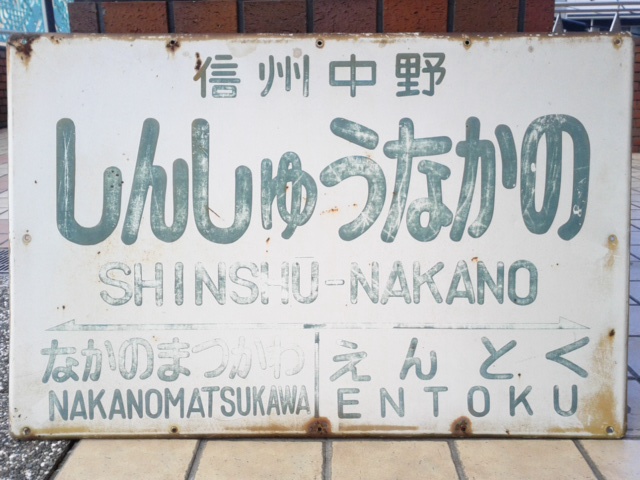 信州中野
しんしゅうなかの
SHINSHŪ-NAKANO
なかのまつかわ
NAKANOMATSUKAWA
えんとく
ENTOKU